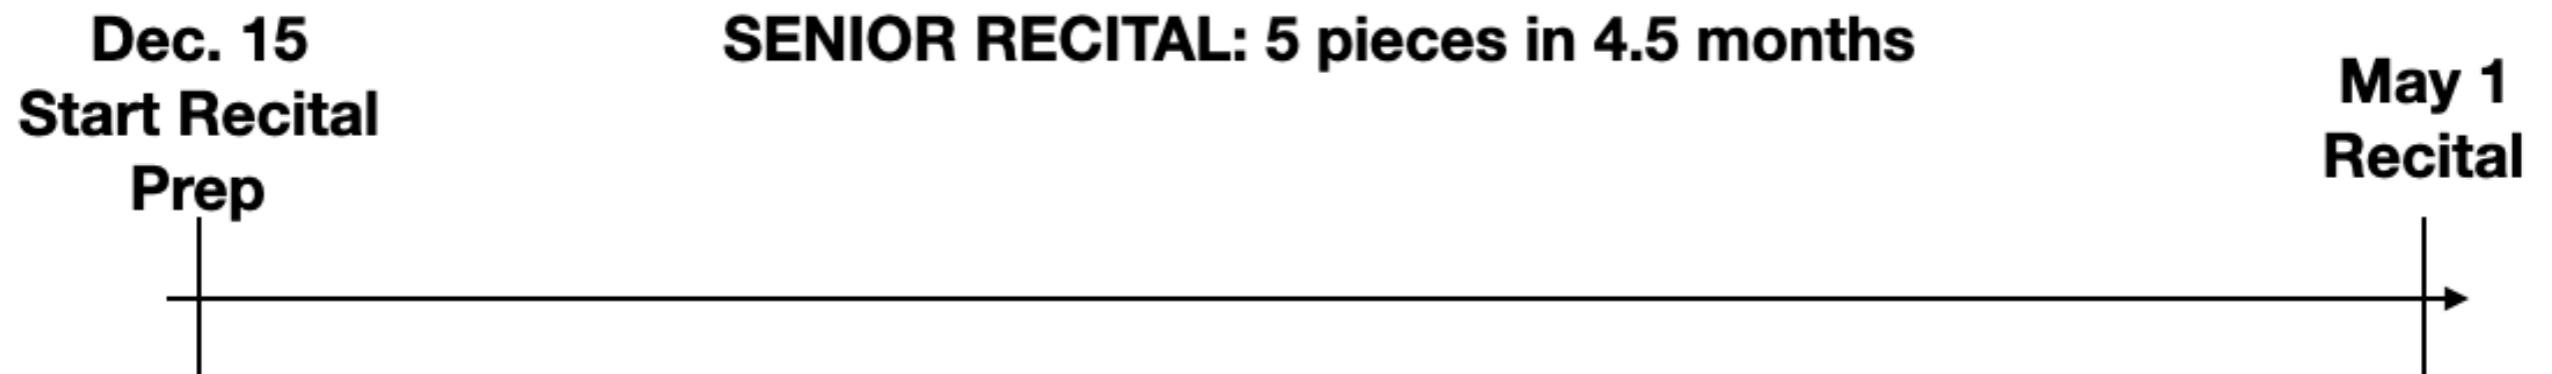 Dec. 15
Start Recital
Prep
SENIOR RECITAL: 5 pieces in 4.5 months
May 1
Recital